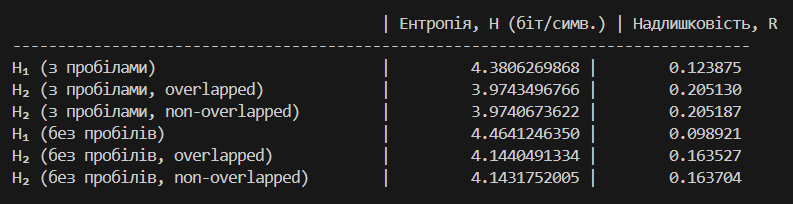 | Ентропія, H (біт/симв.) | Надлишковість, R
--------------------------------------------------------------------------------
H₁ (з пробілами) | 4.3806269868 | 0.123875
H₂ (з пробілами, overlapped) | 3.9743496766 | 0.205130
H₂ (з пробілами, non-overlapped) | 3.9740673622 | 0.205187
H₁ (без пробілів) | 4.4641246350 | 0.098921
H₂ (без пробілів, overlapped) | 4.1440491334 | 0.163527
H₂ (без пробілів, non-overlapped) | 4.1431752005 | 0.163704